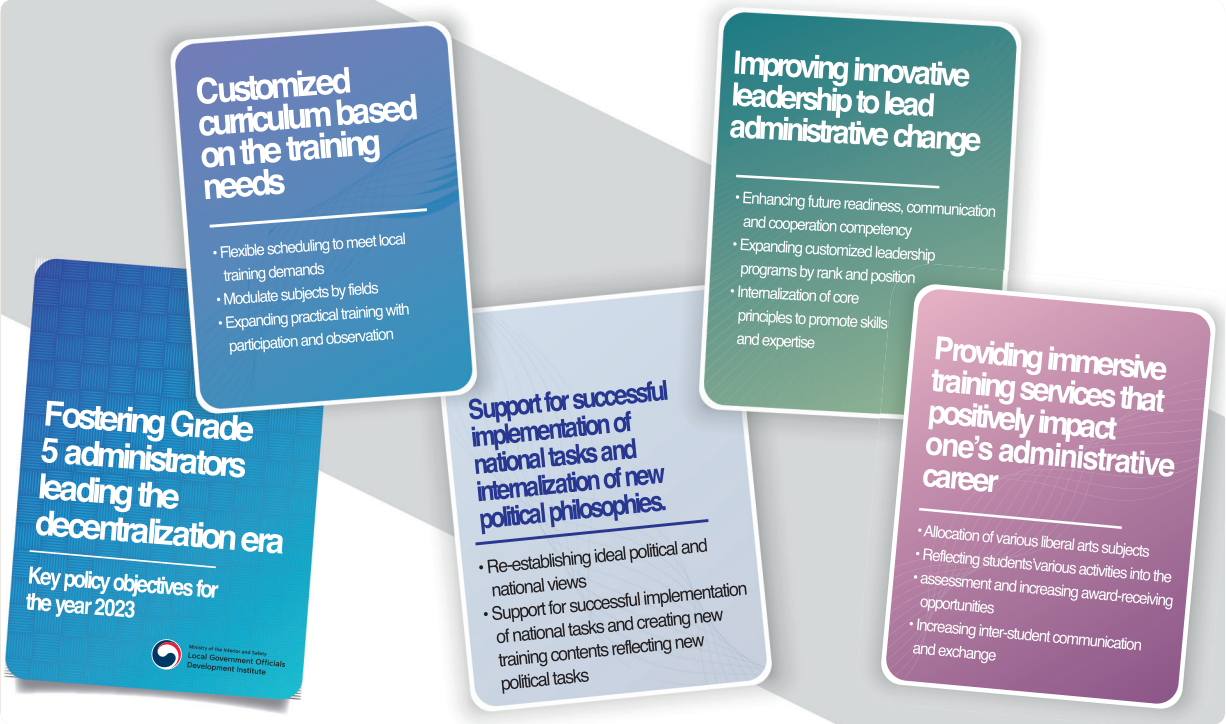 Fostering Grade
5 administrators
leading the
decentralization era
Key policy objectives for
the year 2023
Ministry of the Interior and Safety
Local Government Officials
Development Institute
Customized
curriculum based
on the training
needs
• Flexible scheduling to meet local
training demands
• Modulate subjects by fields
• Expanding practical training with
participation and observation
Support for successful
implementation of
national tasks and
internalization of new
political philosophies.
• Re-establishing ideal political and
national views
• Support for successful implementation
of national tasks and creating new
training contents reflecting new
political tasks
Improving innovative
leadership to lead
administrative change
• Enhancing future readiness, communication
and cooperation competency
• Expanding customized leadership
programs by rank and position
• Internalization of core
principles to promote skills
and expertise
Providing immersive
training services that
positively impact
one's administrative
career
• Allocation of various liberal arts subjects
• Reflecting students'various activities into the
• assessment and increasing award-receiving
opportunities
• Increasing inter-student communication
and exchange